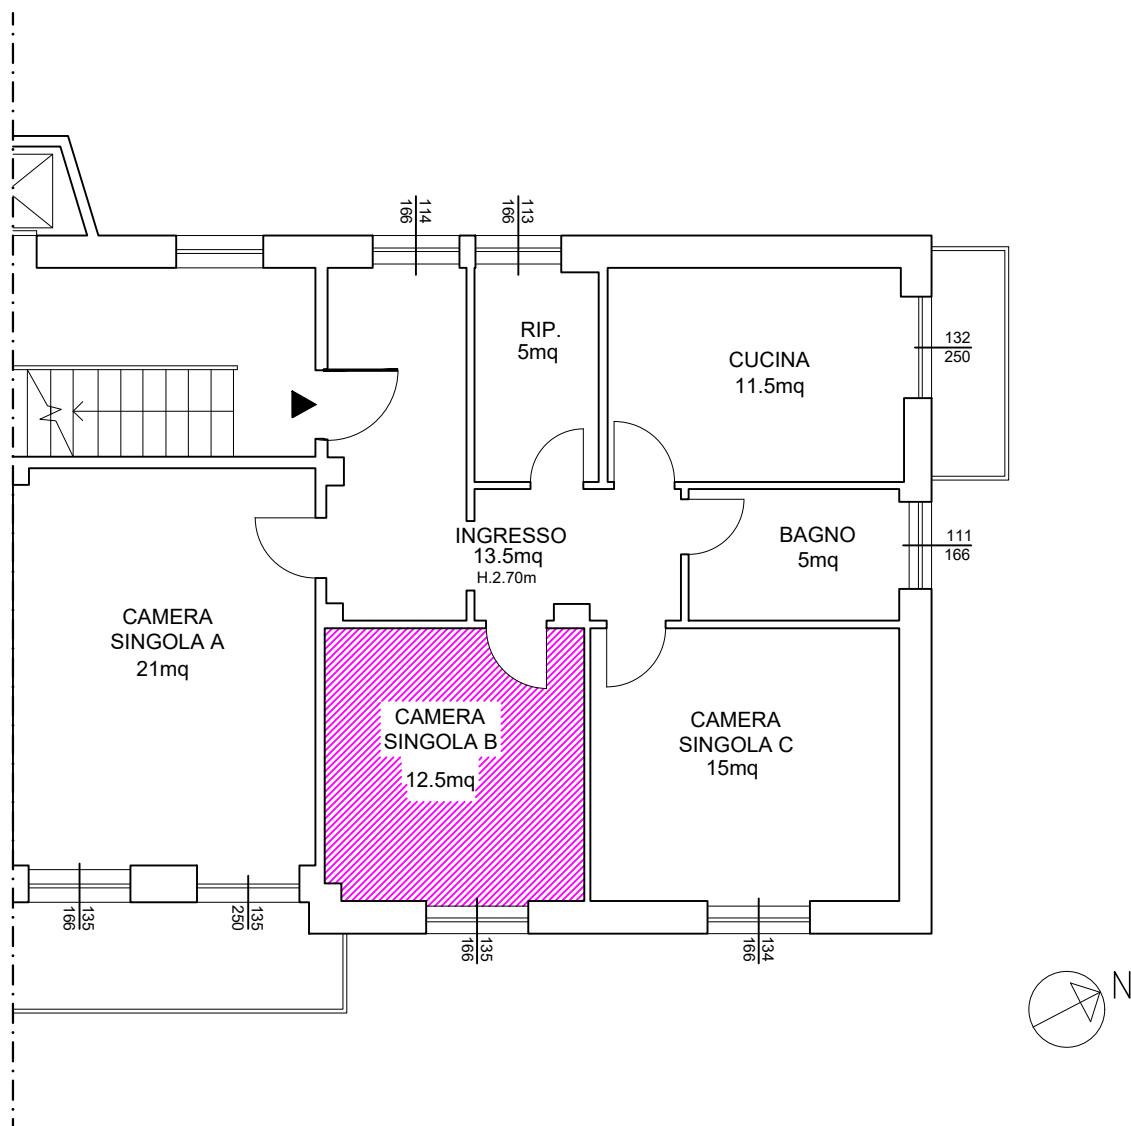 114
166
113
166
RIP.
5mq
CUCINA
11.5mq
132
250
INGRESSO
13.5mq
H.2.70m
BAGNO
5mq
111
166
CAMERA
SINGOLA A
21mq
CAMERA
SINGOLA B
12.5mq
CAMERA
SINGOLA C
15mq
135
166
135
250
135
166
134
166
N